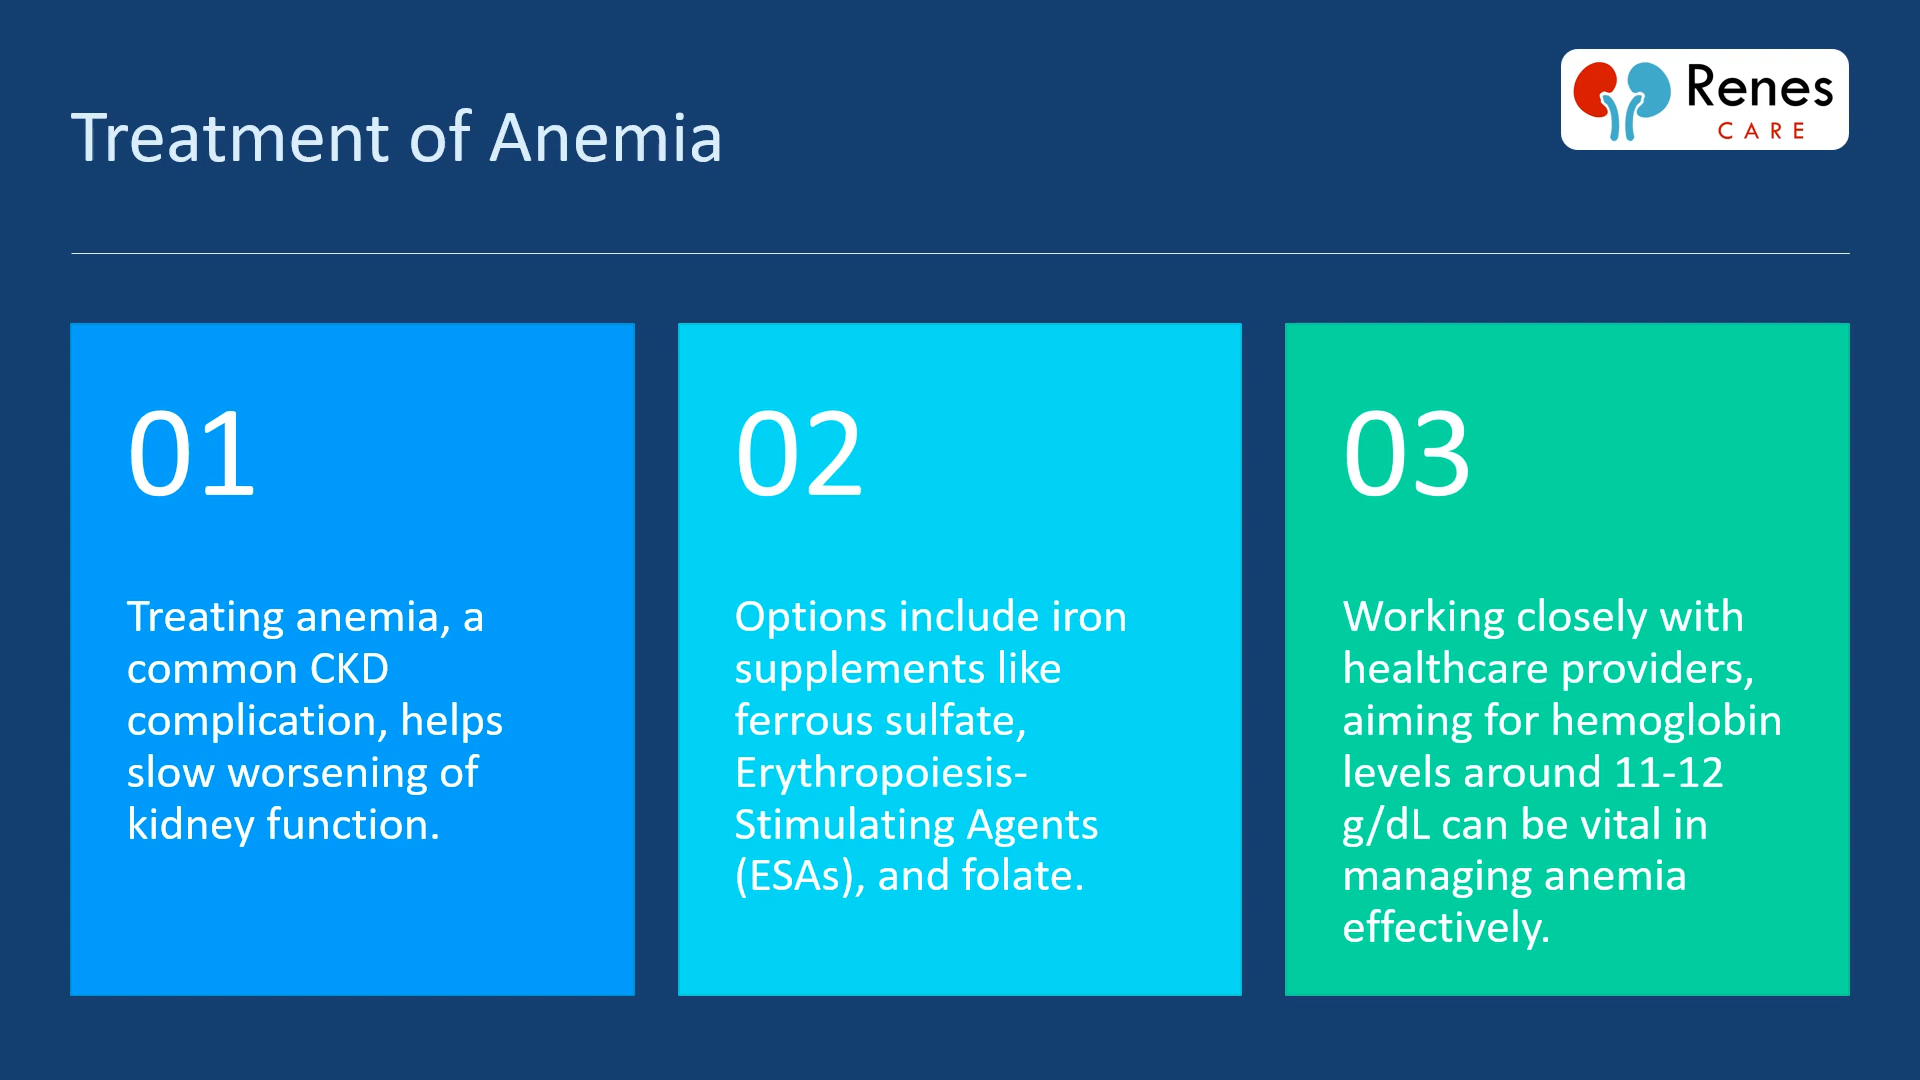 Treatment of Anemia
Renes
CARE
01
Treating anemia, a
common CKD
complication, helps
slow worsening of
kidney function.
02
Options include iron
supplements like
ferrous sulfate,
Erythropoiesis-
Stimulating Agents
(ESAs), and folate.
03
Working closely with
healthcare providers,
aiming for hemoglobin
levels around 11-12
g/dL can be vital in
managing anemia
effectively.